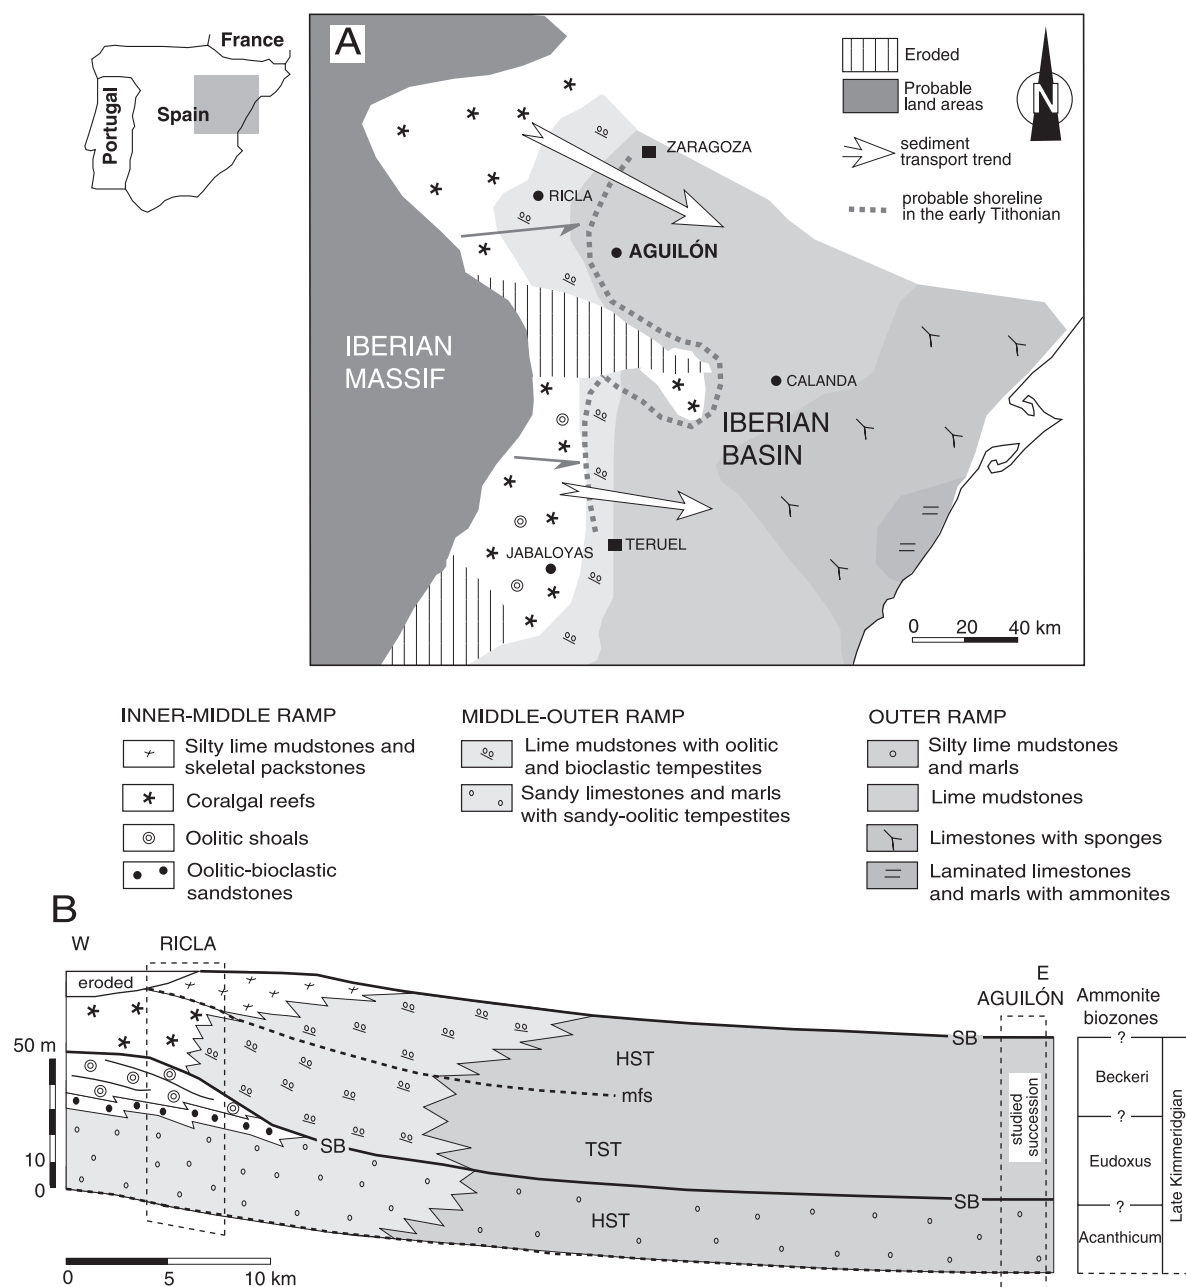 France
Portugal
Spain
A
Eroded
Probable
land areas
sediment
transport trend
probable shoreline
in the early Tithonian
N
ZARAGOZA
RICLA
AGUILÓN
IBERIAN
MASSIF
CALANDA
IBERIAN
BASIN
JABALOYAS
TERUEL
0 20 40 km
INNER-MIDDLE RAMP
Silty lime mudstones and
skeletal packstones
Coralgal reefs
Oolitic shoals
Oolitic-bioclastic
sandstones
MIDDLE-OUTER RAMP
Lime mudstones with oolitic
and bioclastic tempestites
Sandy limestones and marls
with sandy-oolitic tempestites
OUTER RAMP
Silty lime mudstones
and marls
Lime mudstones
Limestones with sponges
Laminated limestones
and marls with ammonites
B
W
RICLA
E
AGUILÓN
Ammonite
biozones
eroded
50 m
10
0
SB
HST
mfs
TST
SB
SB
HST
studied
succession
?
Beckeri
?
Eudoxus
?
Acanthicum
Late Kimmeridgian
0 5 10 km